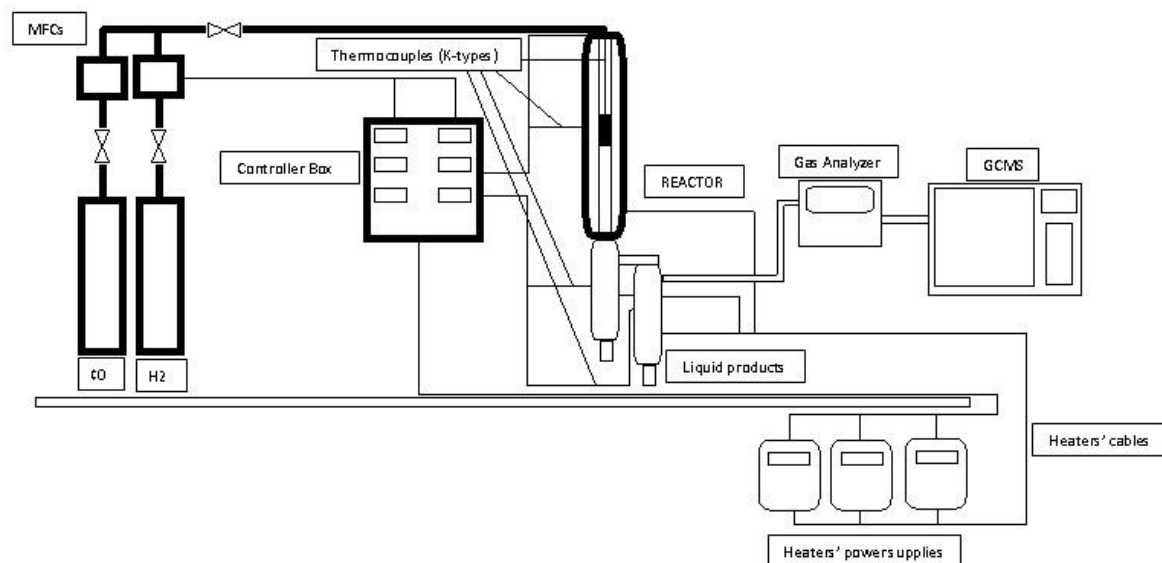 MFCs
Thermocouples (K-types)
Controller Box
REACTOR
Gas Analyzer
GCMS
CO
H2
Liquid products
Heaters' cables
Heaters' powers upplies